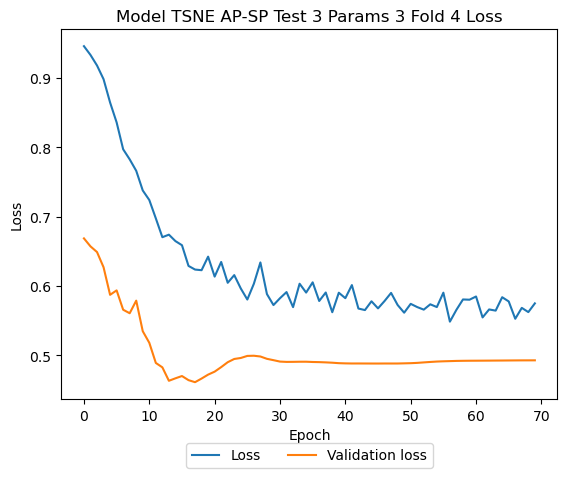 Model TSNE AP-SP Test 3 Params 3 Fold 4 Loss
0.9
0.8
0.7
0.6
0.5
Loss
0 10 20 30 40 50 60 70
Epoch
Loss Validation loss